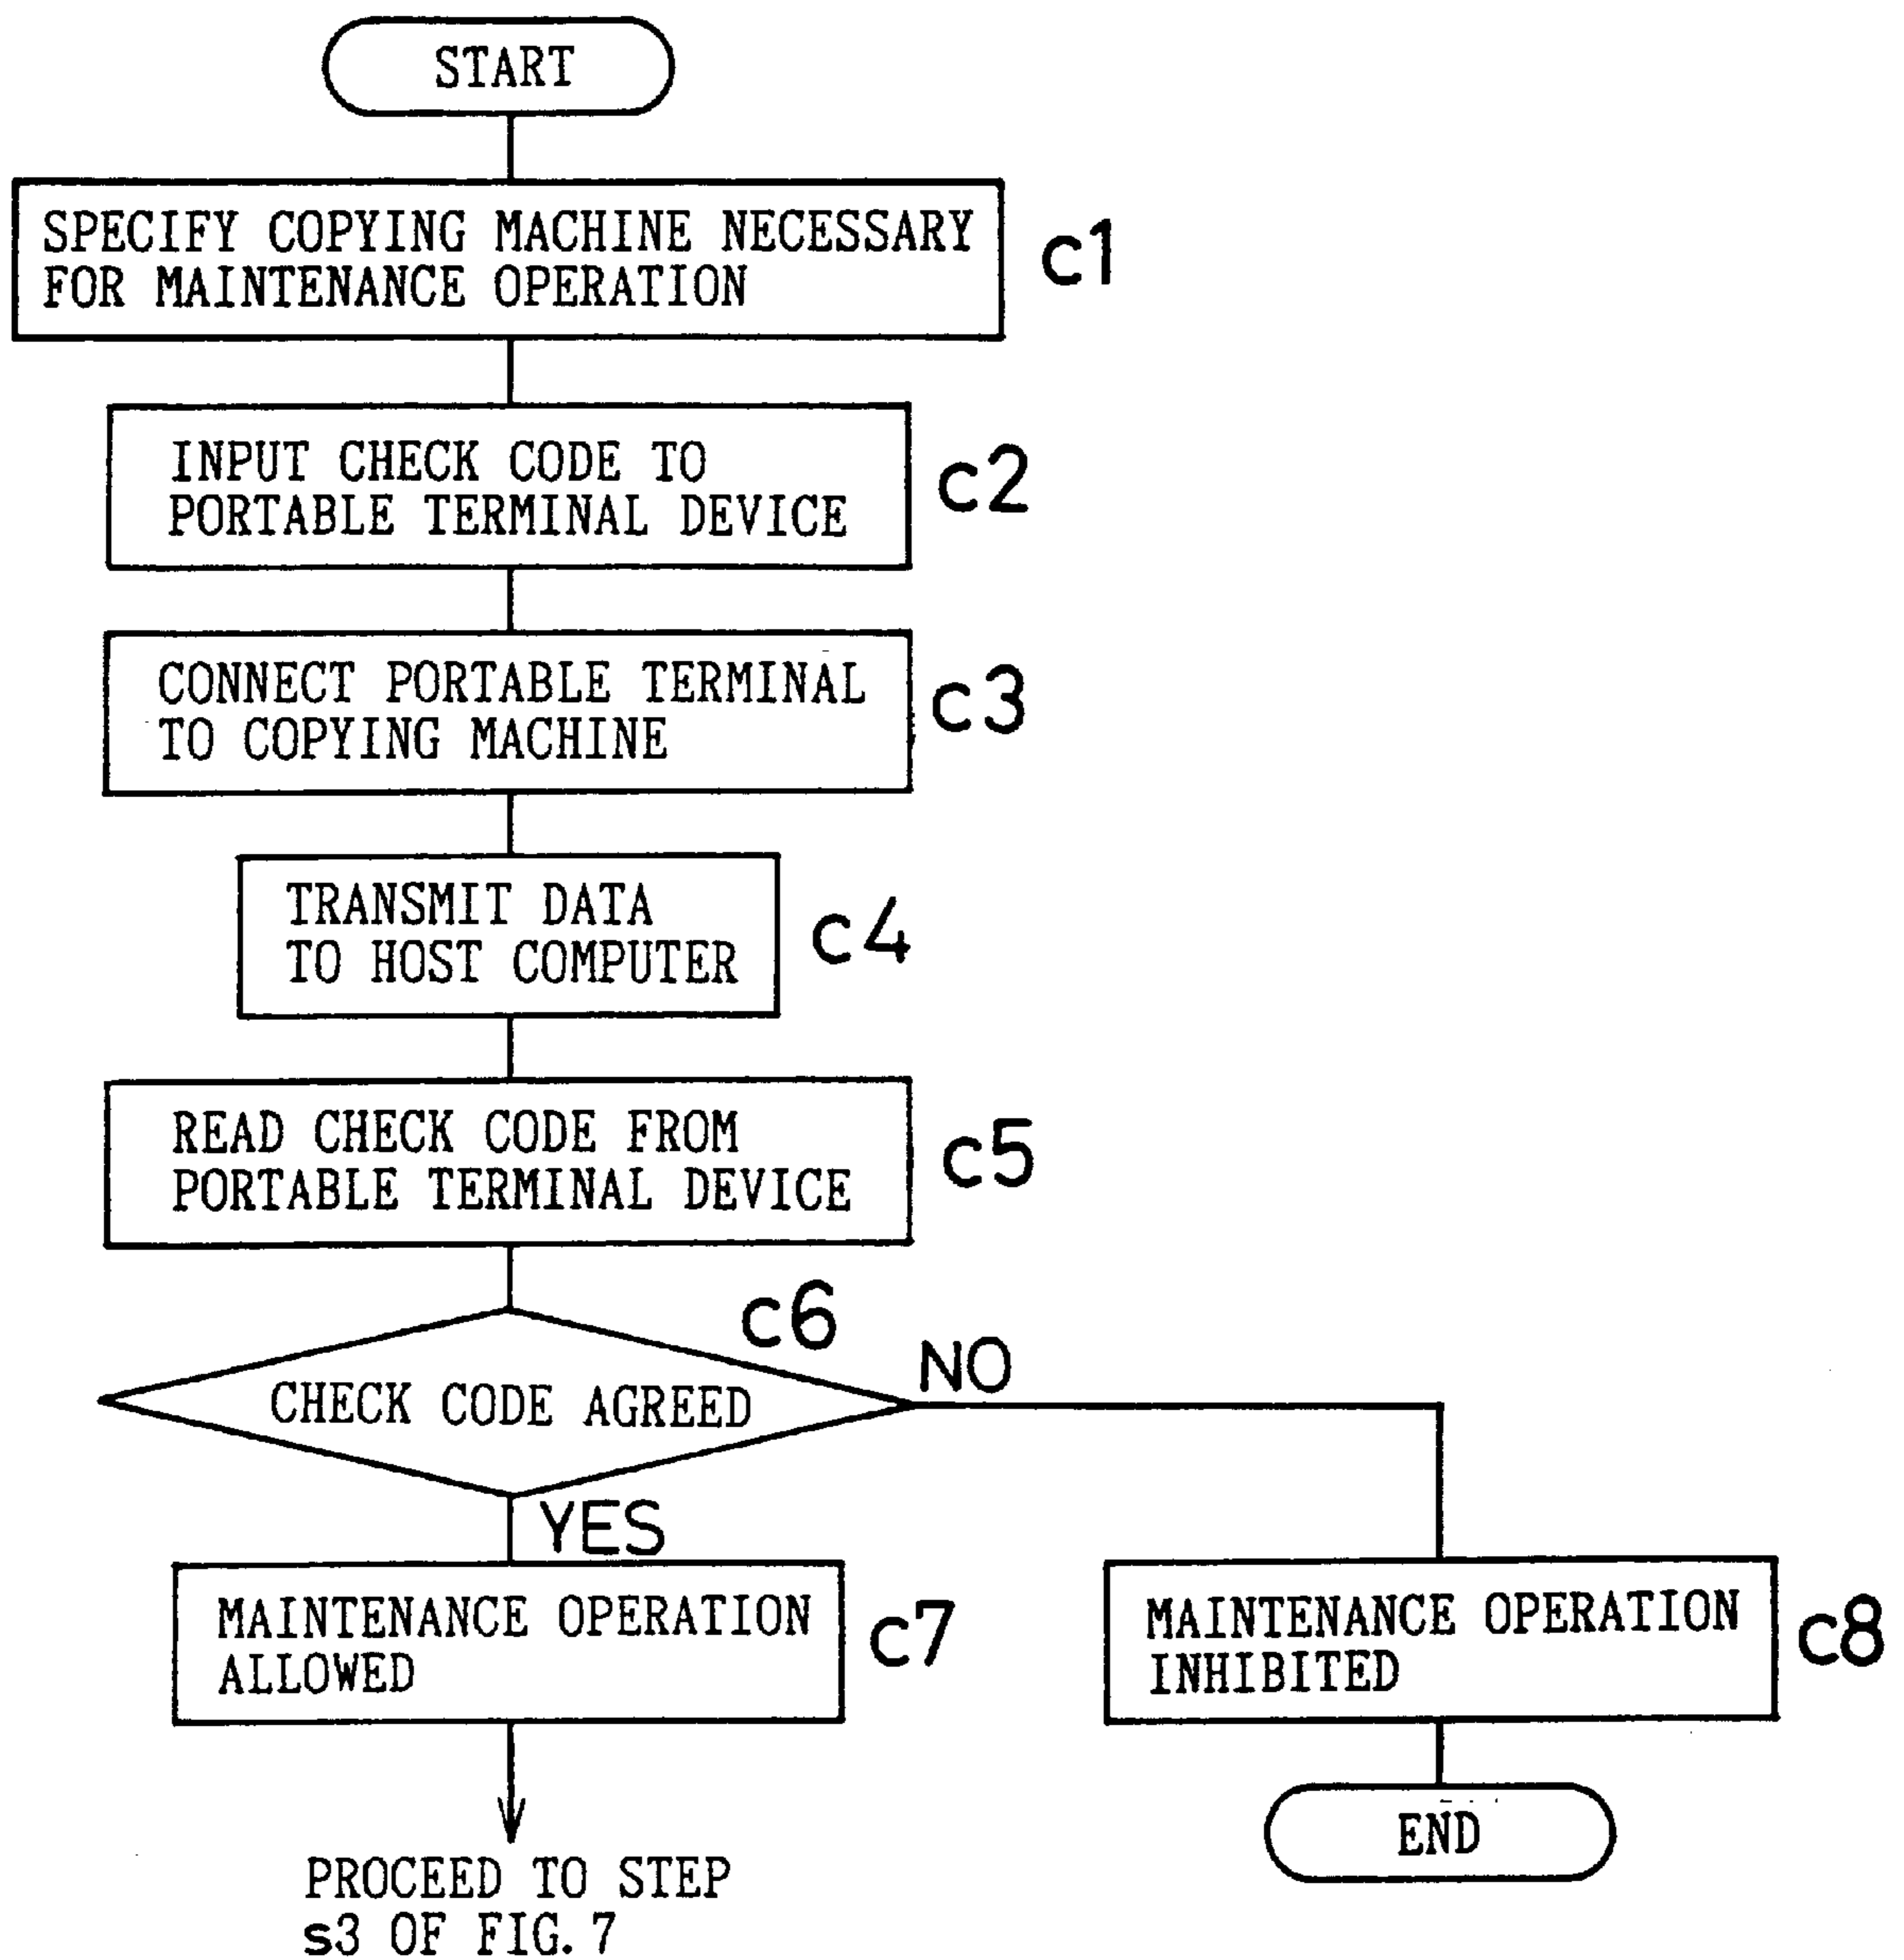 START
SPECIFY COPYING MACHINE NECESSARY
FOR MAINTENANCE OPERATION
c1
INPUT CHECK CODE TO
PORTABLE TERMINAL DEVICE
c2
CONNECT PORTABLE TERMINAL
TO COPYING MACHINE
c3
TRANSMIT DATA
TO HOST COMPUTER
c4
READ CHECK CODE FROM
PORTABLE TERMINAL DEVICE
c5
c6
CHECK CODE AGREED
NO
YES
MAINTENANCE OPERATION
ALLOWED
c7
MAINTENANCE OPERATION
INHIBITED
c8
END
PROCEED TO STEP
s3 OF FIG. 7